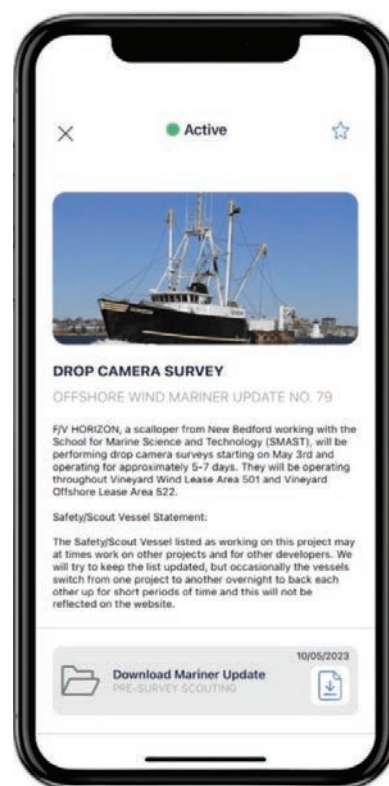 Active
HORIZON
DROP CAMERA SURVEY
OFFSHORE WIND MARINER UPDATE NO. 79
F/V HORIZON, a scalloper from New Bedford working with the
School for Marine Science and Technology (SMAST), will be
performing drop camera surveys starting on May 3rd and
operating for approximately 5-7 days. They will be operating
throughout Vineyard Wind Lease Area 501 and Vineyard
Offshore Lease Area 522.
Safety/Scout Vessel Statement:
The Safety/Scout Vessel listed as working on this project may
at times work on other projects and for other developers. We
will try to keep the list updated, but occasionally the vessels
switch from one project to another overnight to back each
other up for short periods of time and this will not be
reflected on the website.
10/05/2023
Download Mariner Update
PRE-SURVEY SCOUTING